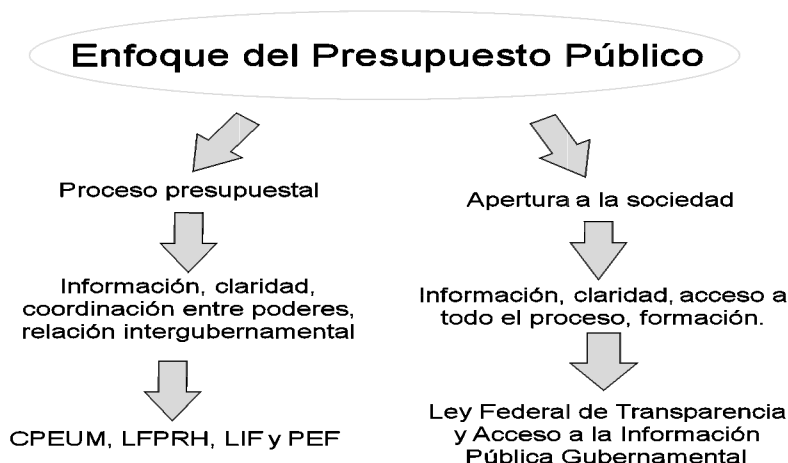 Enfoque del Presupuesto Público
Proceso presupuestal
Información, claridad,
coordinación entre poderes,
relación intergubernamental
CPEUM, LFPRH, LIF y PEF
Apertura a la sociedad
Información, claridad, acceso a
todo el proceso, formación.
Ley Federal de Transparencia
y Acceso a la Información
Pública Gubernamental